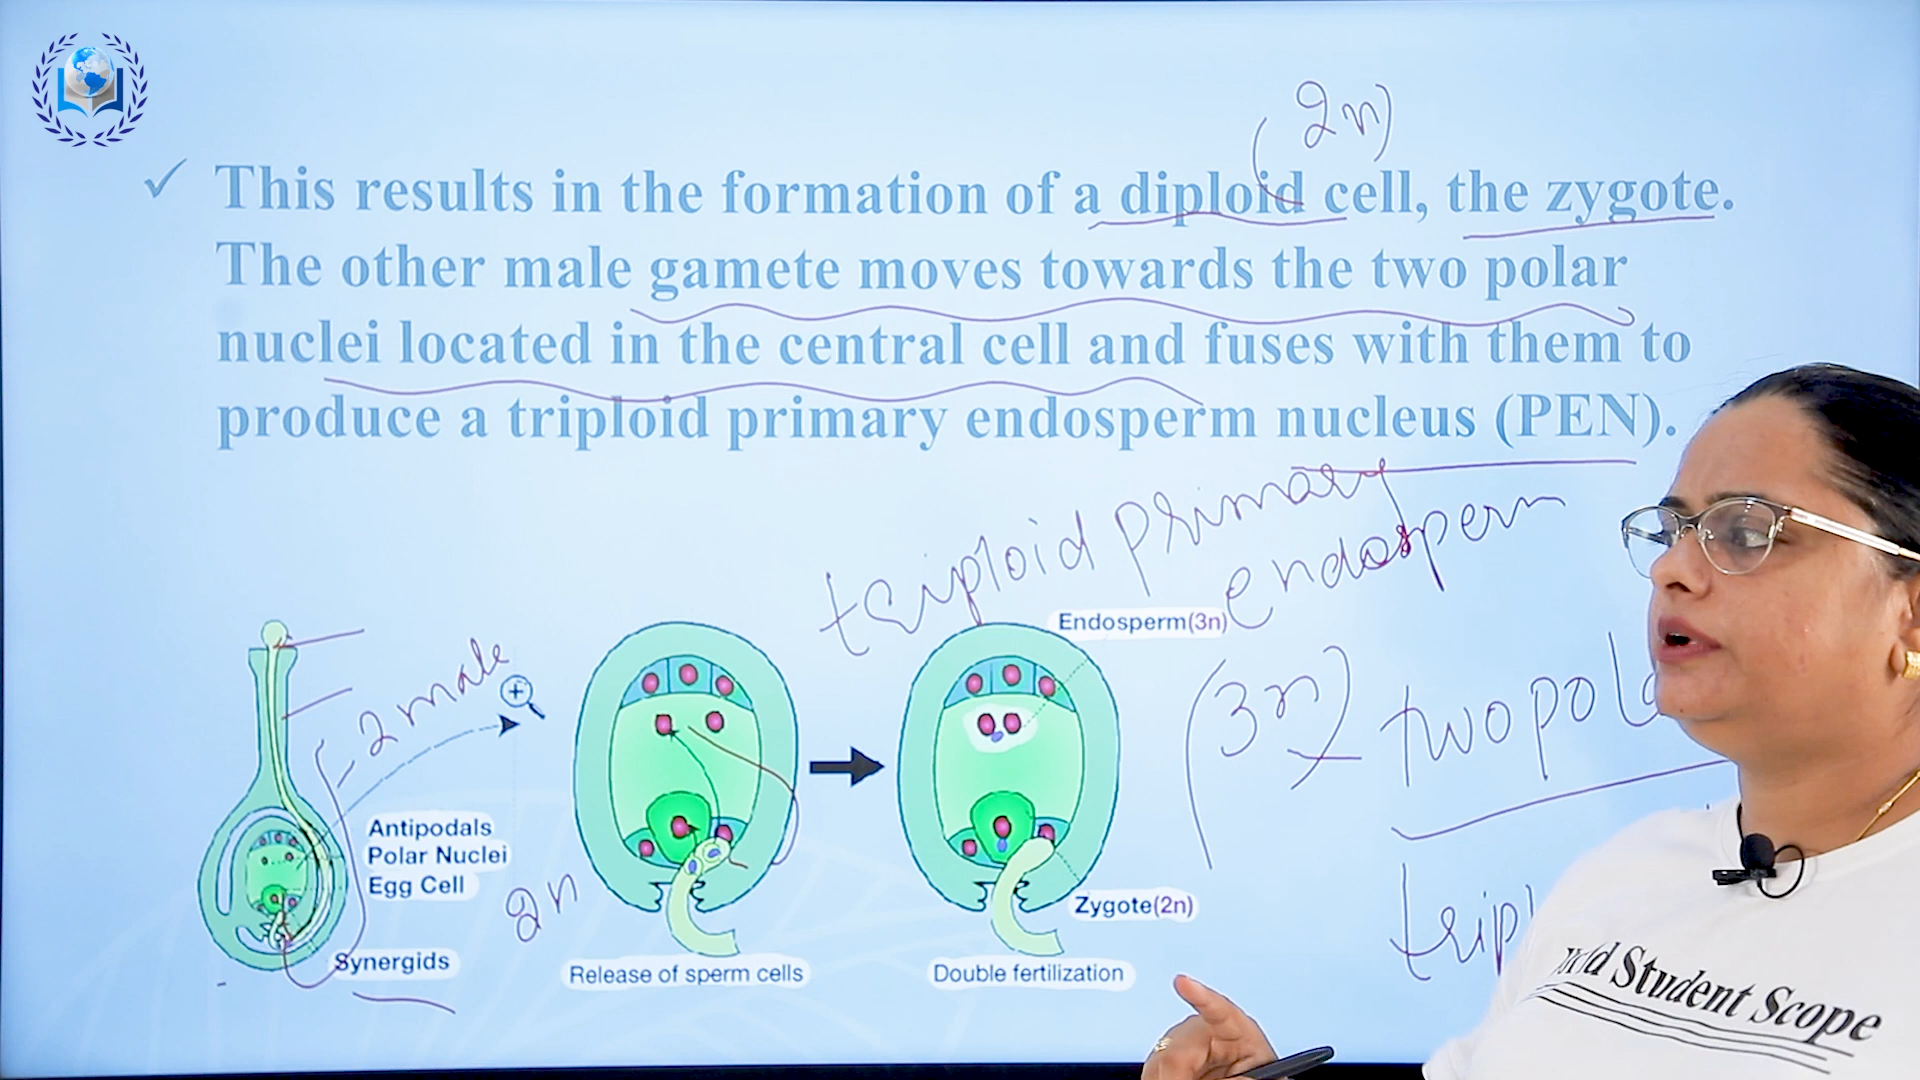 (2n)
✓ This results in the formation of a diploid cell, the zygote.
The other male gamete moves towards the two polar
nuclei located in the central cell and fuses with them to
produce a triploid primary endosperm nucleus (PEN).
triploid primary
endosperm
Endosperm(3n)
(3n)
two pola
tripl
2 male
Antipodals
Polar Nuclei
Egg Cell
Synergids
2n
Release of sperm cells
Double fertilization
Zygote(2n)
Student Scope